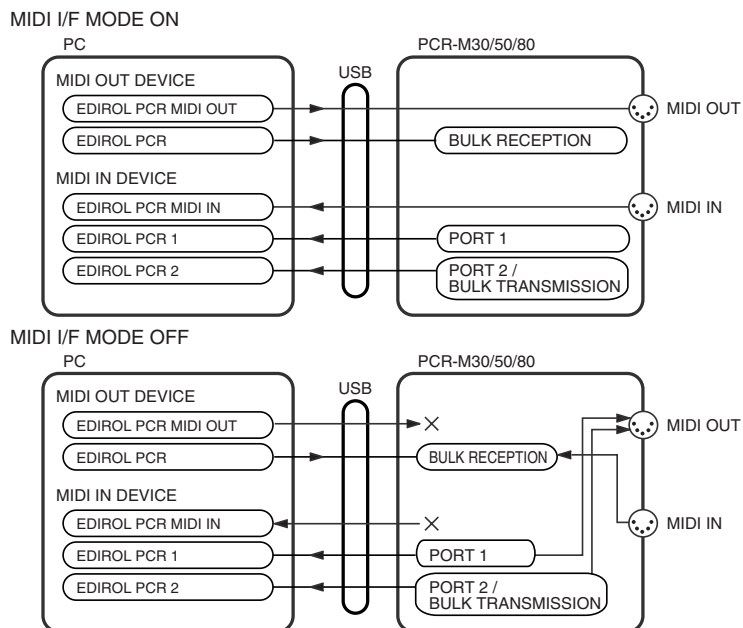 MIDI I/F MODE ON
PC
PCR-M30/50/80
USB
MIDI OUT DEVICE
EDIROL PCR MIDI OUT
MIDI OUT
EDIROL PCR
BULK RECEPTION
MIDI IN DEVICE
EDIROL PCR MIDI IN
MIDI IN
EDIROL PCR 1
PORT 1
EDIROL PCR 2
PORT 2 /
BULK TRANSMISSION
MIDI I/F MODE OFF
PC
PCR-M30/50/80
USB
MIDI OUT DEVICE
EDIROL PCR MIDI OUT
MIDI OUT
EDIROL PCR
BULK RECEPTION
MIDI IN DEVICE
EDIROL PCR MIDI IN
MIDI IN
EDIROL PCR 1
PORT 1
EDIROL PCR 2
PORT 2 /
BULK TRANSMISSION